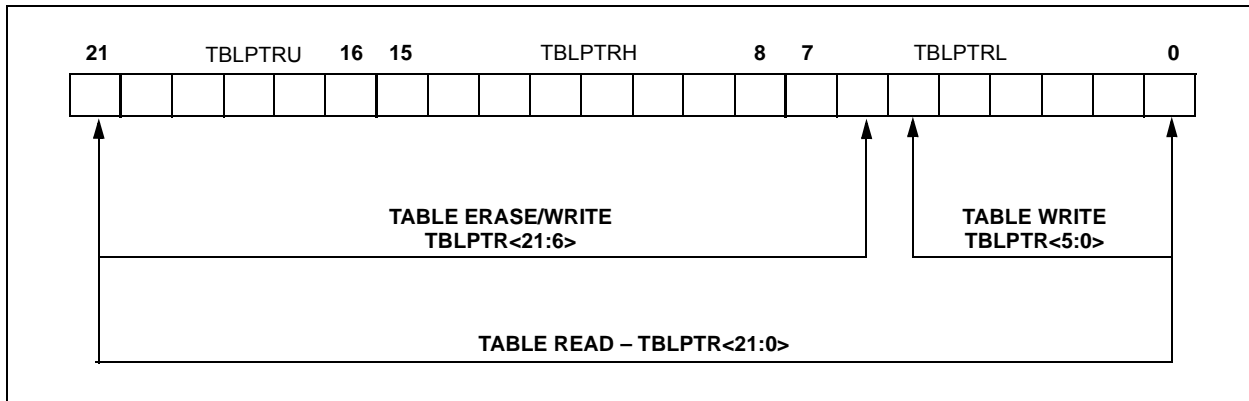 21 TBLPTRU 16 15 TBLPTRH 8 7 TBLPTRL 0
TABLE ERASE/WRITE TABLE WRITE
TBLPTR<21:6> TBLPTR<5:0>
TABLE READ – TBLPTR<21:0>